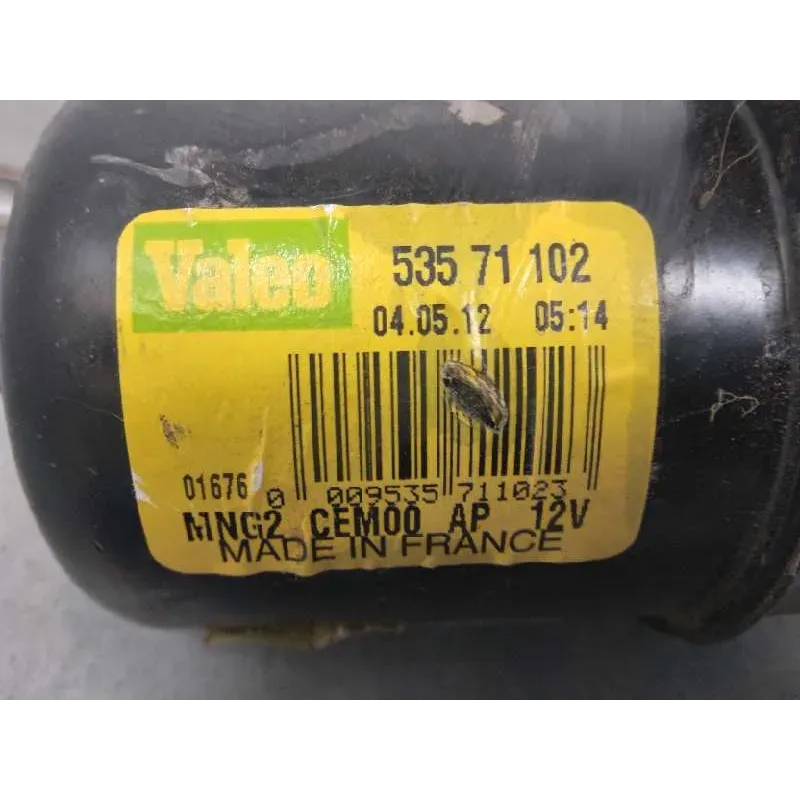 Valeo 535 71 102
04.05.12 05:14
01676 0 009535 711023
MNG2 CEM00 AP 12V
MADE IN FRANCE